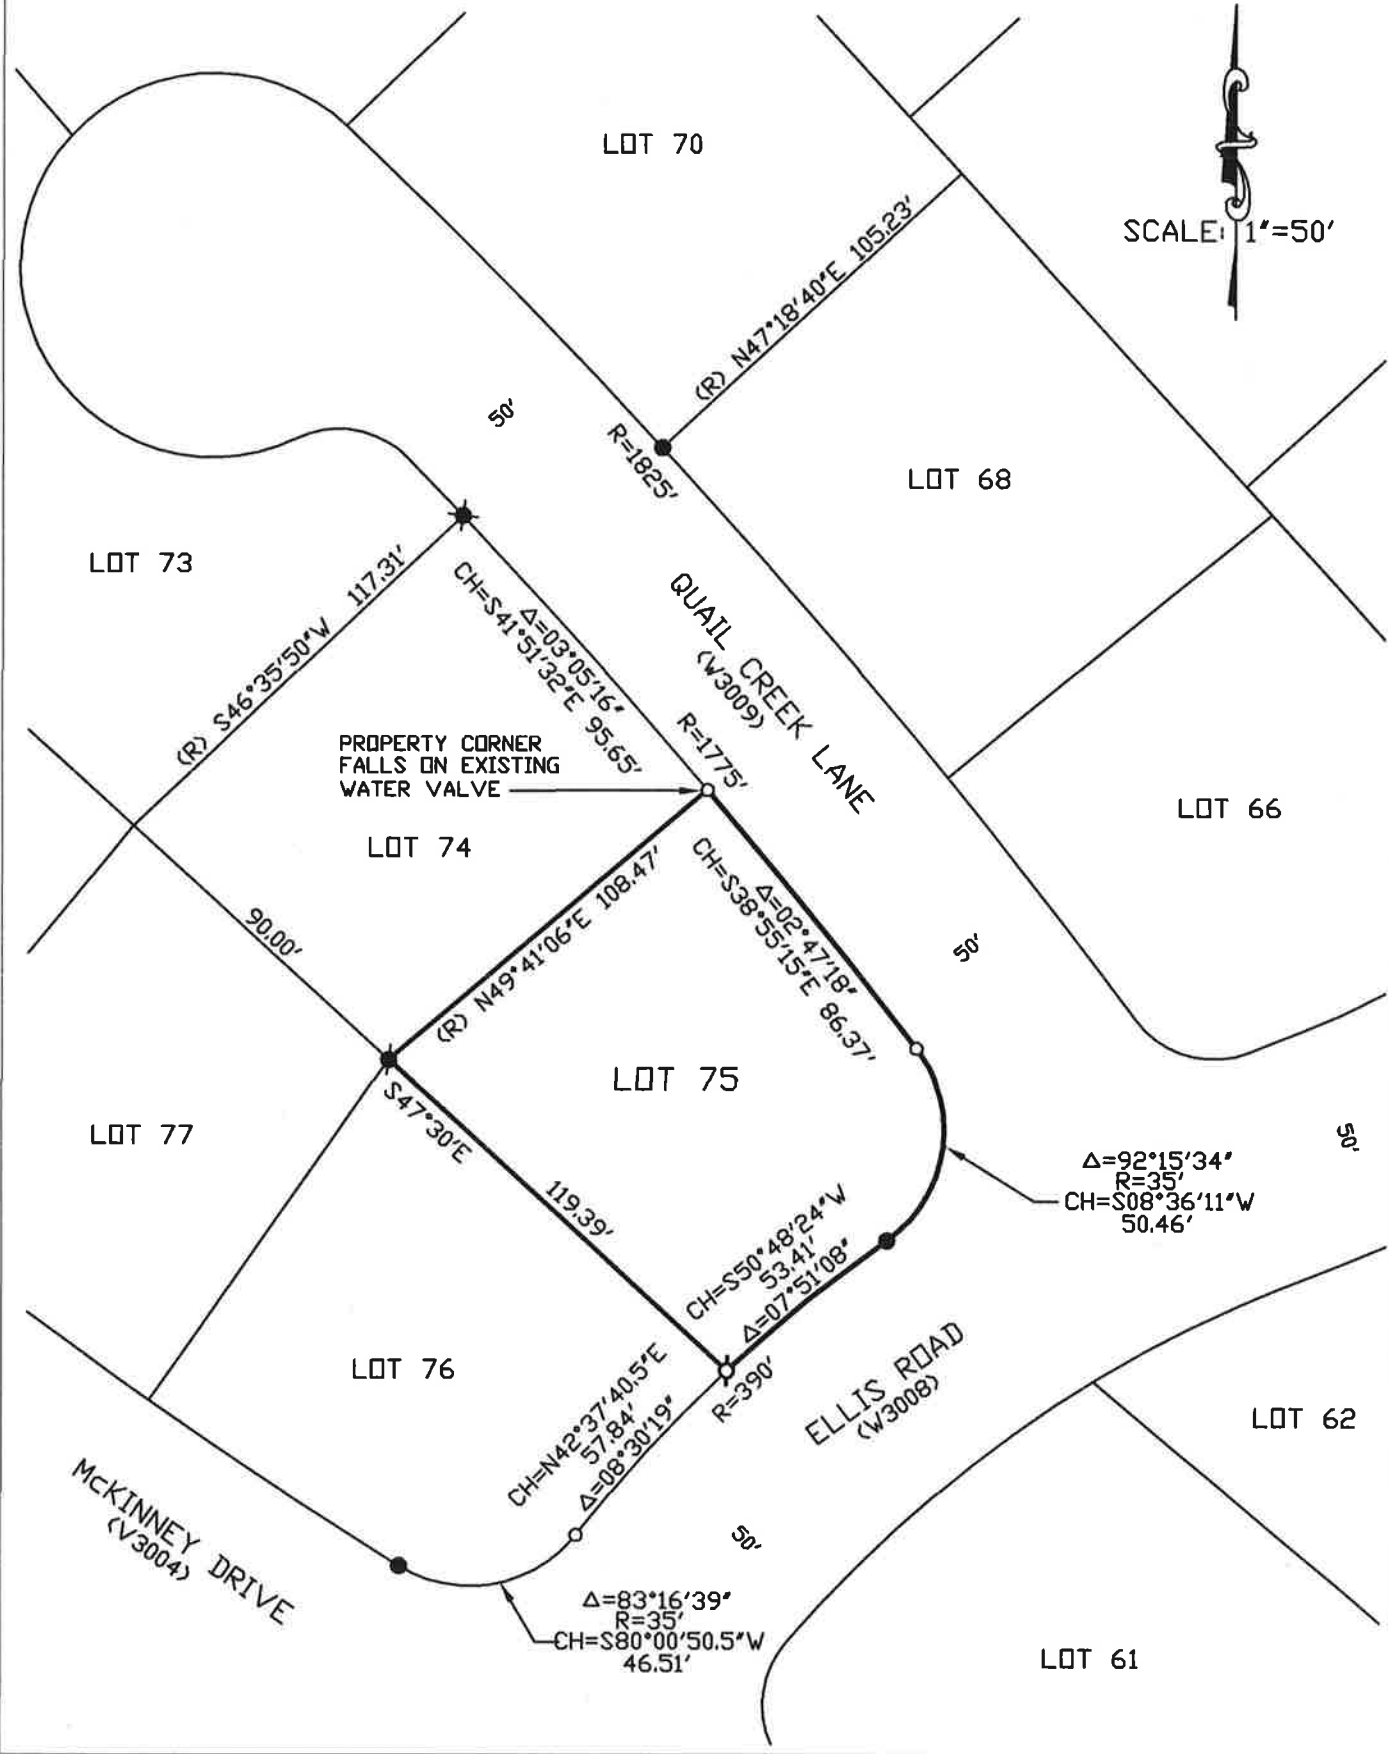 LOT 70
SCALE: 1"=50'
(R) N47°18'40"E 105.23'
50'
R=1825'
LOT 68
LOT 73
(R) S46°35'50"W 117.31'
Δ=03°05'16"
CH=S41°51'32"E 95.65'
QUAIL CREEK LANE
(W3009)
R=1775'
PROPERTY CORNER
FALLS ON EXISTING
WATER VALVE
LOT 66
LOT 74
(R) N49°41'06"E 108.47'
Δ=02°47'18"
CH=S38°55'15"E 86.37'
90.00'
50'
LOT 75
S47°30'E
119.39'
LOT 77
50'
Δ=92°15'34"
R=35'
CH=S08°36'11"W
50.46'
CH=S50°48'24"W
53.41'
Δ=07°51'08"
LOT 76
R=390'
ELLIS ROAD
(W3008)
LOT 62
CH=N42°37'40.5"E
57.84'
Δ=08°30'19"
McKINNEY DRIVE
(V3004)
50'
Δ=83°16'39"
R=35'
CH=S80°00'50.5"W
46.51'
LOT 61